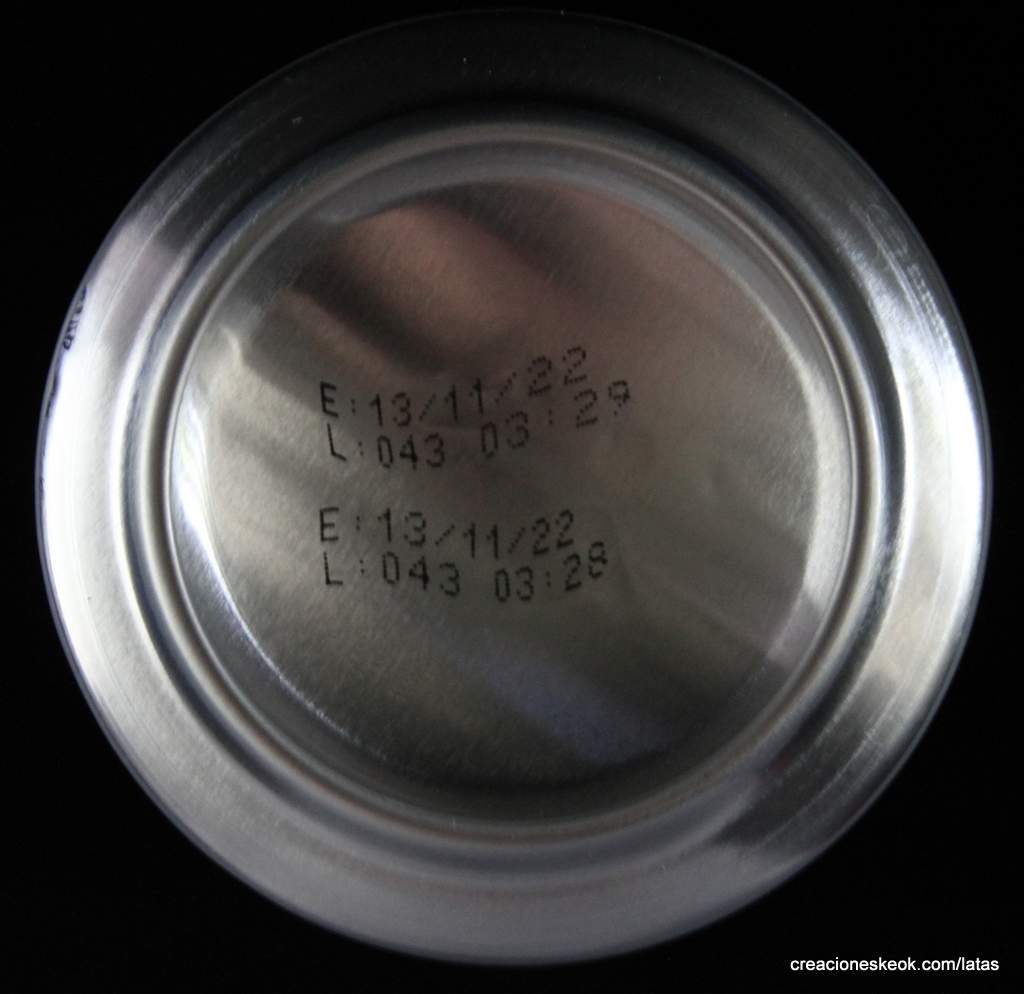 E: 13/11/22
L: 043 03:29
E: 13/11/22
L: 043 03:28
creacioneskeok.com/latas